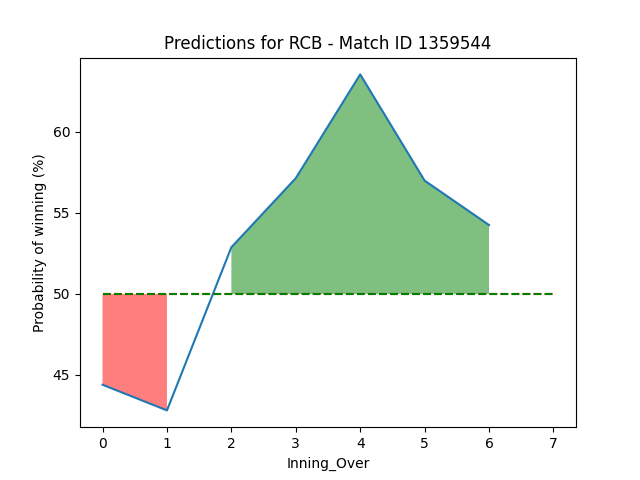 Predictions for RCB - Match ID 1359544
Probability of winning (%)
60
55
50
45
0 1 2 3 4 5 6 7
Inning_Over